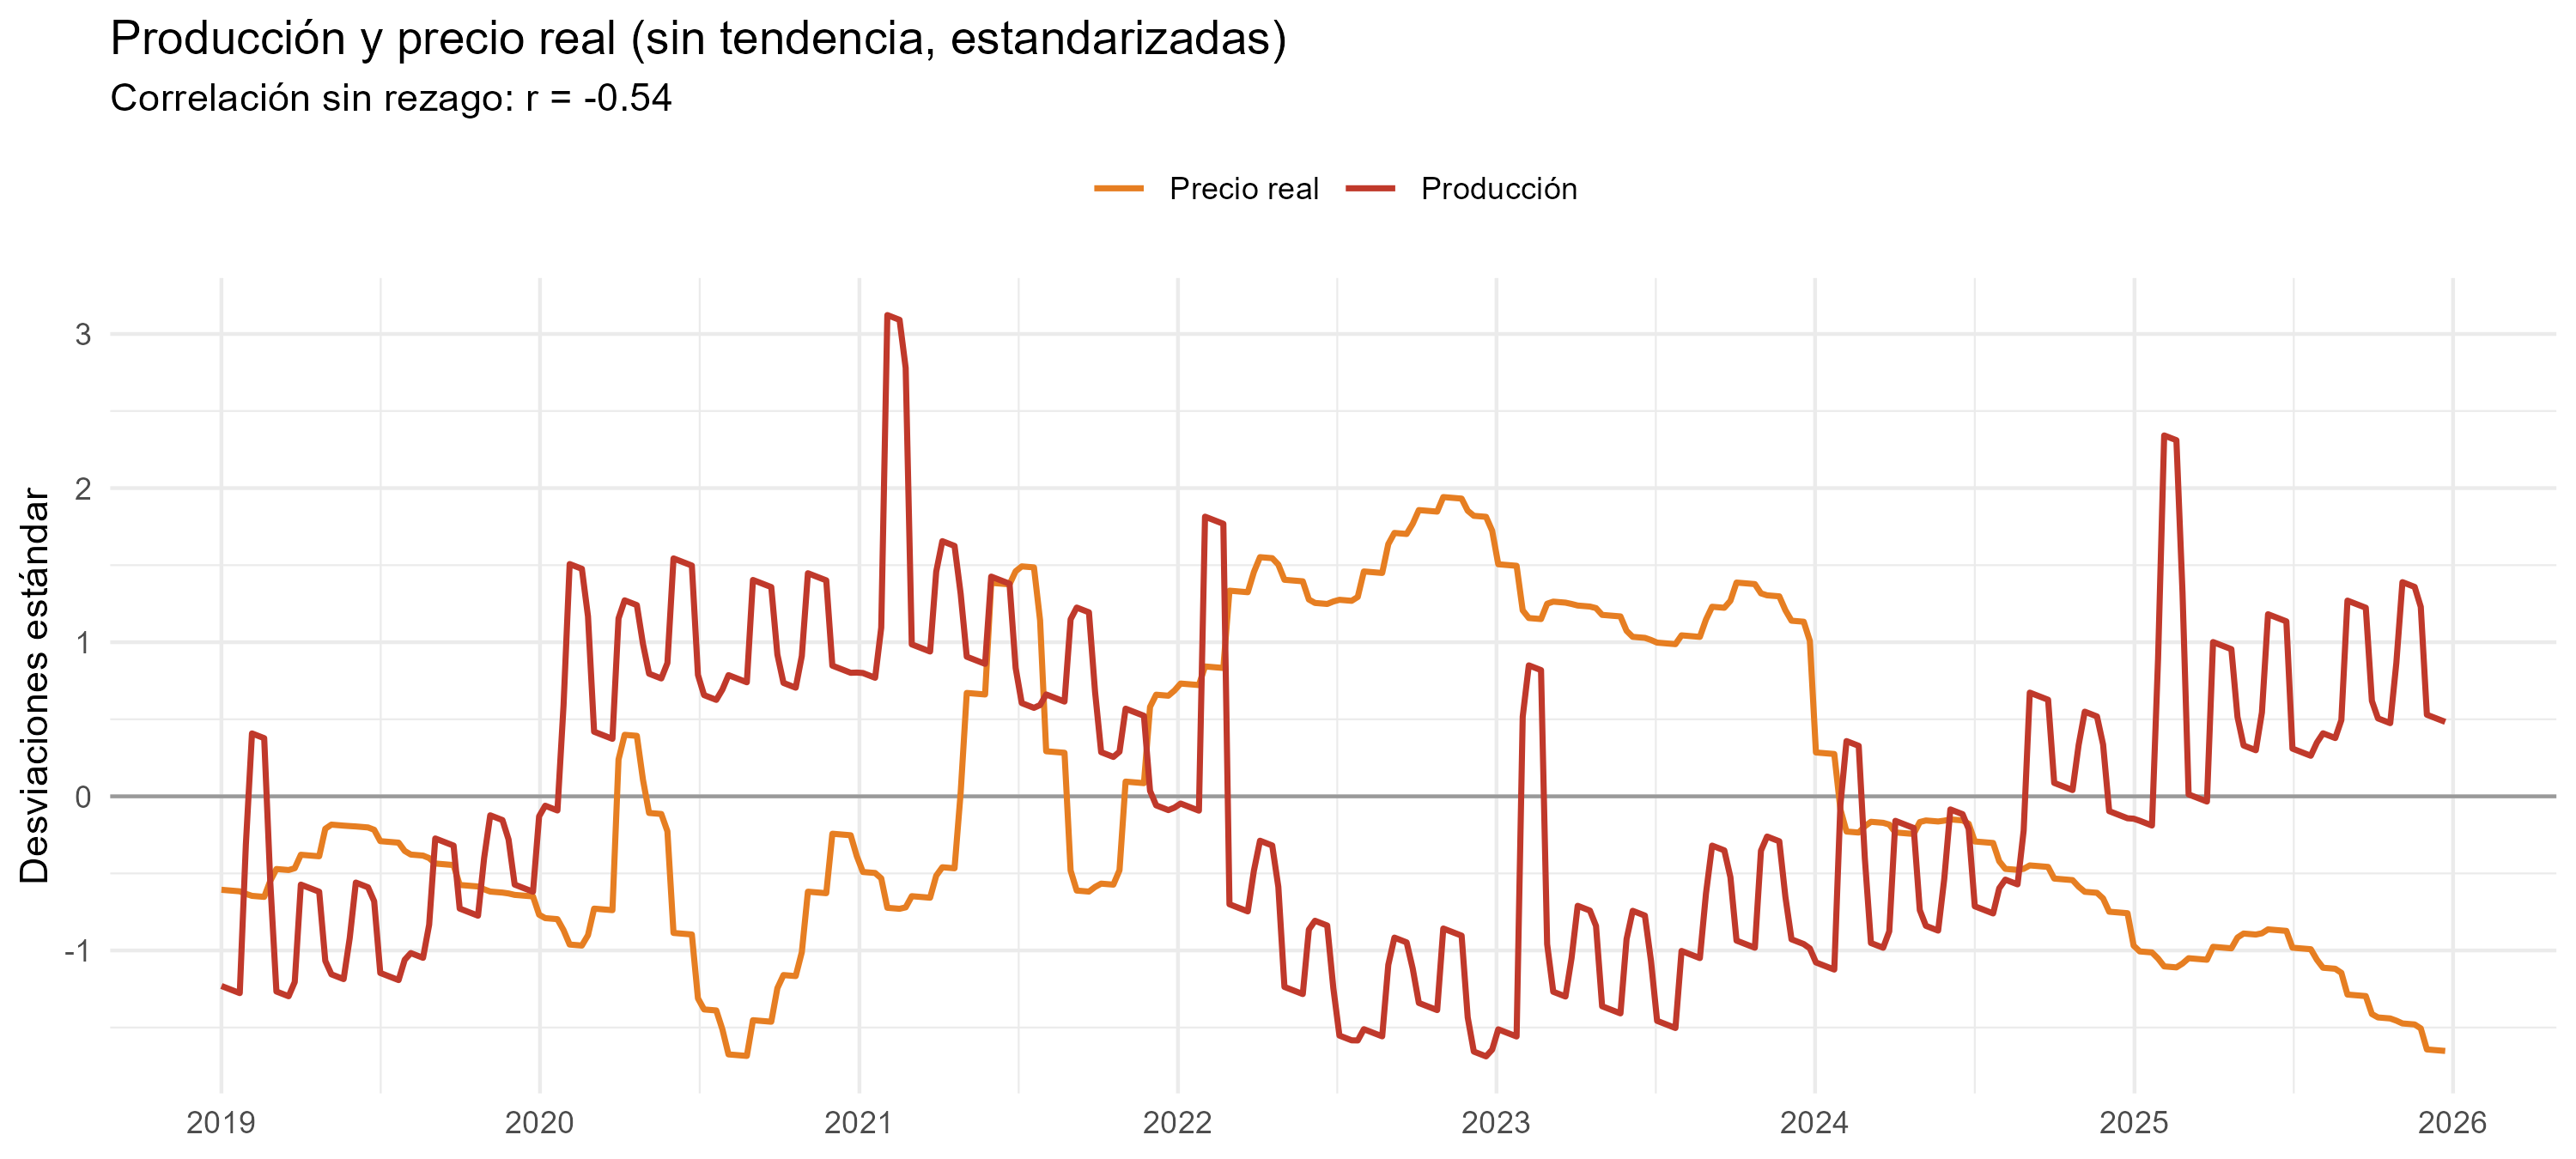 Producción y precio real (sin tendencia, estandarizadas)
Correlación sin rezago: r = -0.54
Precio real
Producción
Desviaciones estándar
3
2
1
0
-1
2019
2020
2021
2022
2023
2024
2025
2026